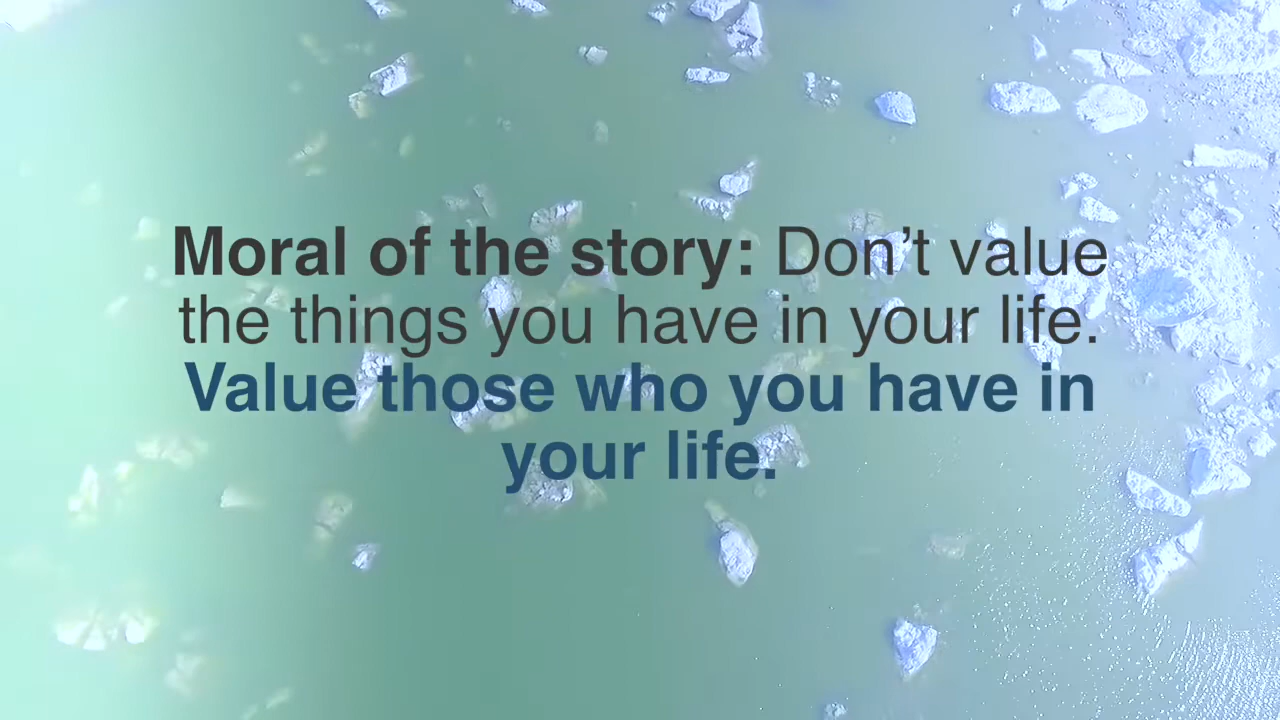 Moral of the story: Don’t value
the things you have in your life.
Value those who you have in
your life.